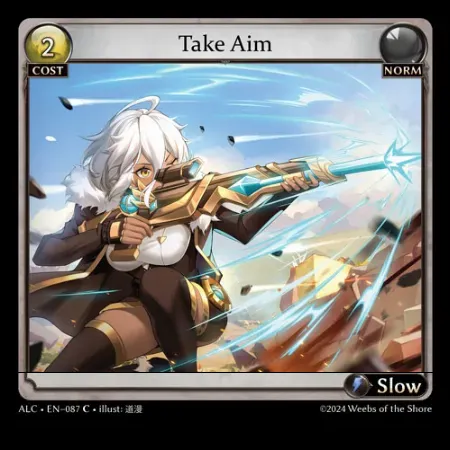 2
Take Aim
COST
NORM
Slow
ALC • EN-087 C • illust: 道漫
©2024 Weebs of the Shore